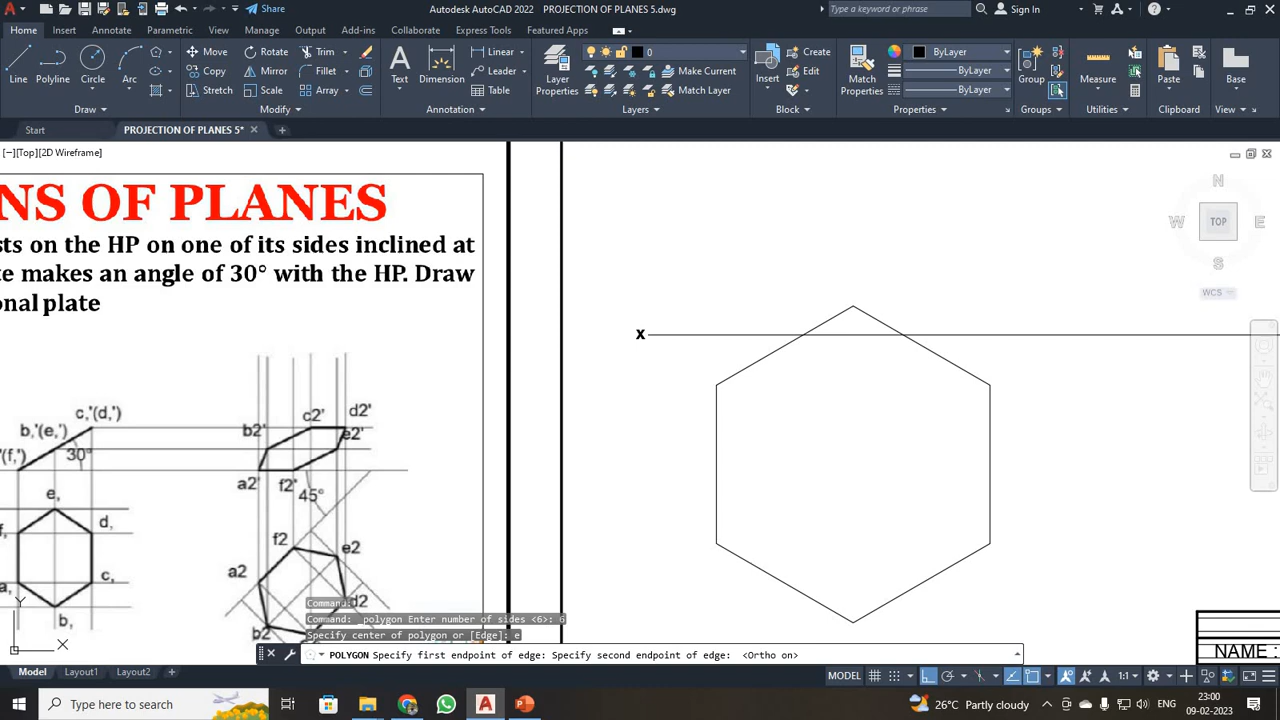 Share
Autodesk AutoCAD 2022 PROJECTION OF PLANES 5.dwg
Type a keyword or phrase
Sign In
Home Insert Annotate Parametric View Manage Output Add-ins Collaborate Express Tools Featured Apps
Line Polyline Circle Arc
Move Rotate Trim
Copy Mirror Fillet
Stretch Scale Array
Text Dimension
Linear
Leader
Table
Layer Properties
0
Make Current
Match Layer
Insert
Create
Edit
Match Properties
ByLayer
ByLayer
ByLayer
Group
Measure
Paste
Base
Draw Modify Annotation Layers Block Properties Groups Utilities Clipboard View
Start PROJECTION OF PLANES 5*
[−][Top][2D Wireframe]
NS OF PLANES
sts on the HP on one of its sides inclined at
te makes an angle of 30° with the HP. Draw
onal plate
N
W TOP E
S
WCS
X
c,'(d,')
b,'(e,')
'(f,')
30°
e,
f,
d,
a,
c,
b,
c2'
d2'
b2'
e2'
a2'
f2'
45°
f2
e2
a2
d2
b2
Y
X
Command:
Command: _polygon Enter number of sides <6>: 6
Specify center of polygon or [Edge]: e
POLYGON Specify first endpoint of edge: Specify second endpoint of edge: <Ortho on>
NAME :
Model Layout1 Layout2
MODEL
1:1
Type here to search
26°C Partly cloudy
ENG
23:00
09-02-2023